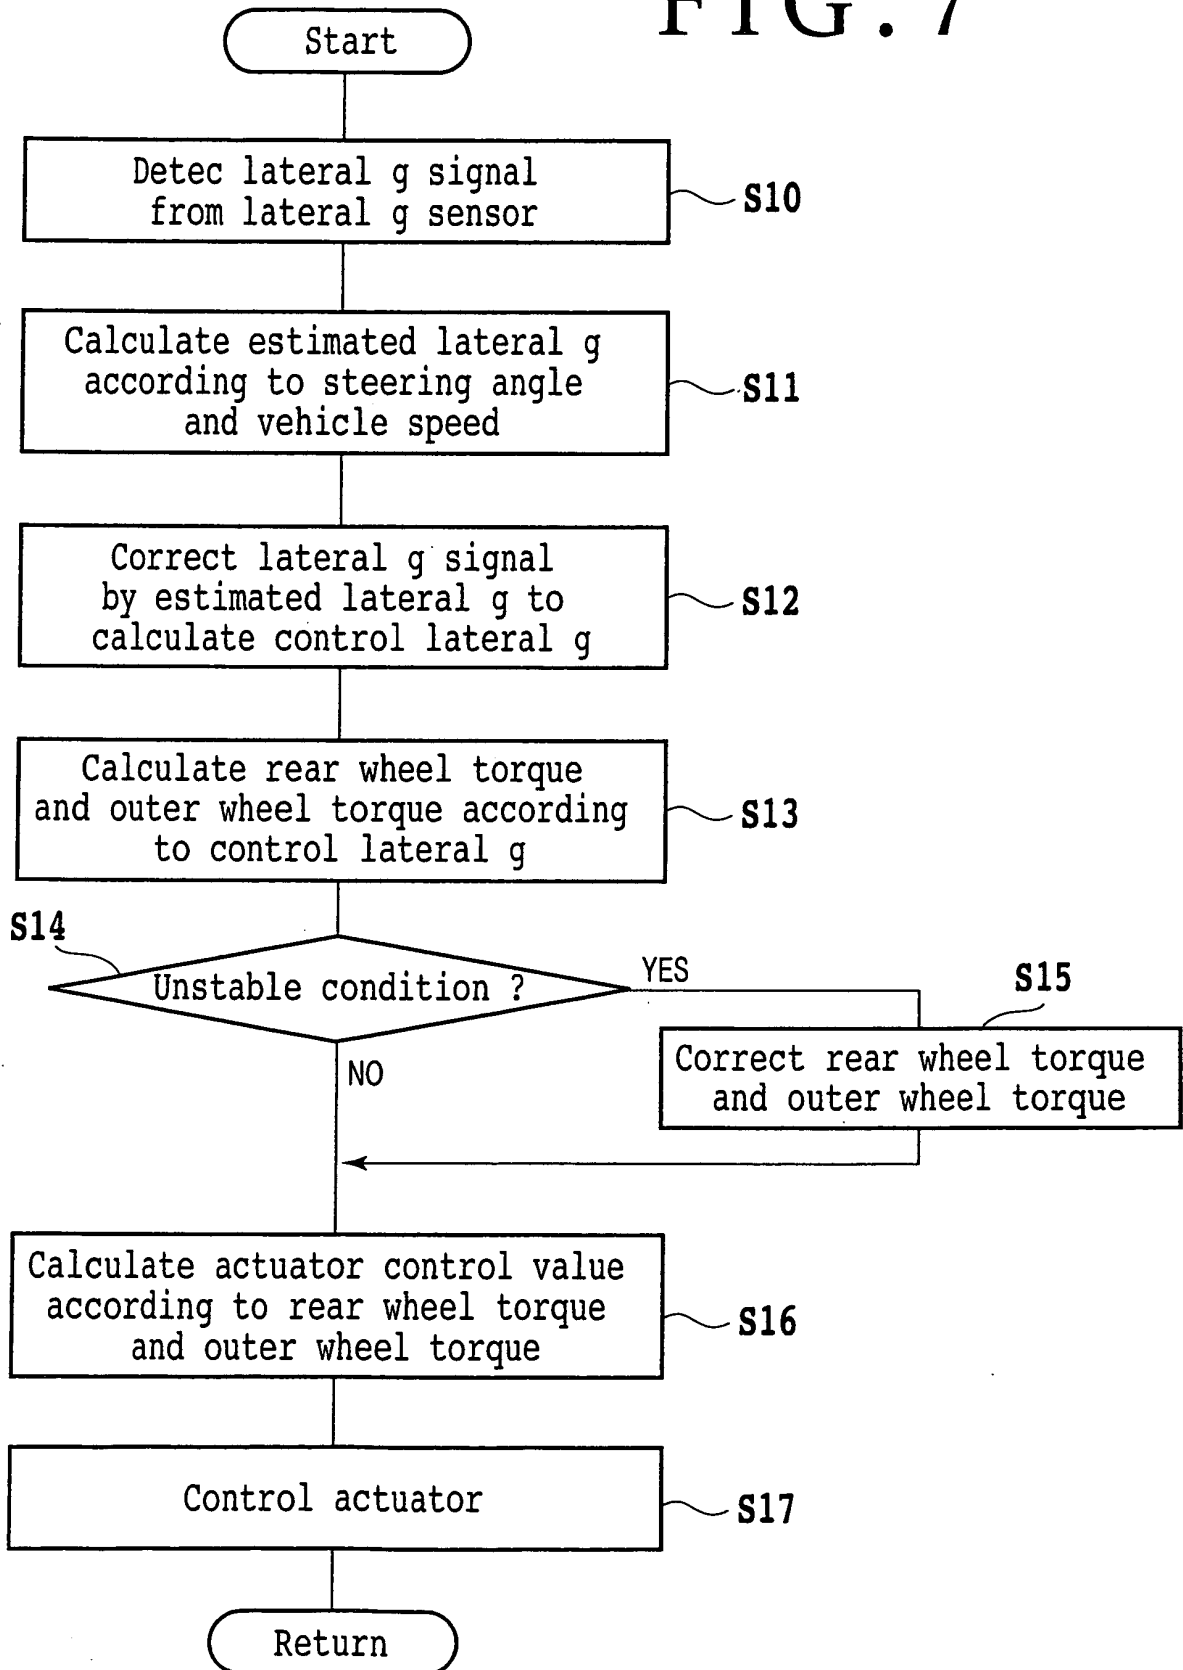 FIG. 7
Start
Detec lateral g signal
from lateral g sensor
S10
Calculate estimated lateral g
according to steering angle
and vehicle speed
S11
Correct lateral g signal
by estimated lateral g to
calculate control lateral g
S12
Calculate rear wheel torque
and outer wheel torque according
to control lateral g
S13
S14
Unstable condition ?
YES
NO
S15
Correct rear wheel torque
and outer wheel torque
Calculate actuator control value
according to rear wheel torque
and outer wheel torque
S16
Control actuator
S17
Return